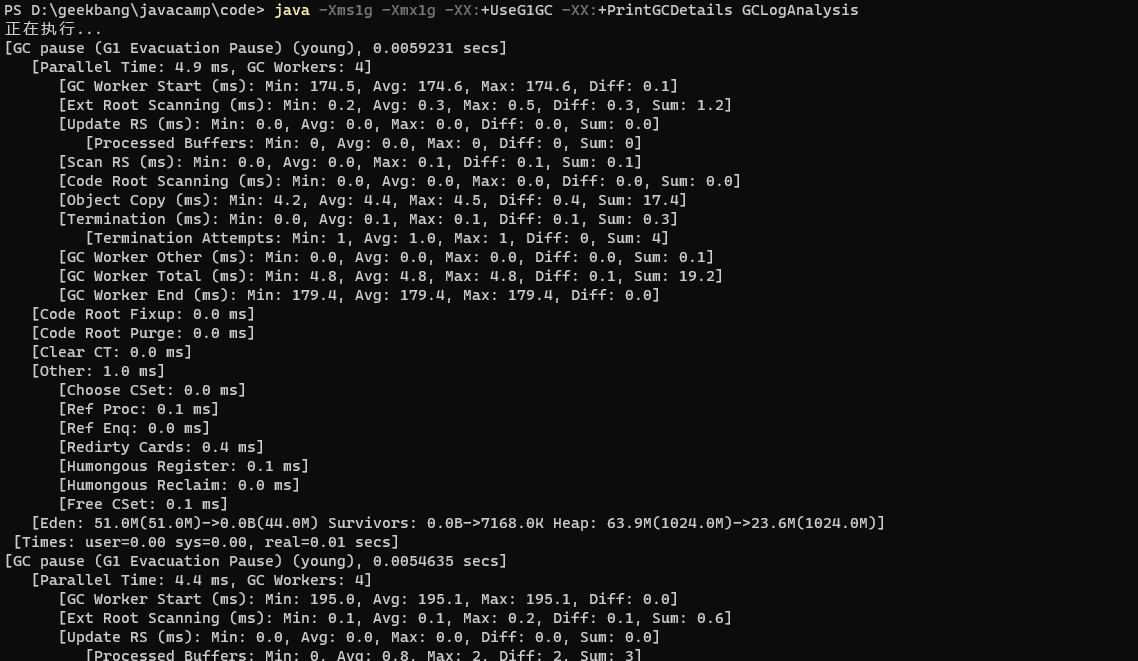 PS D:\geekbang\javacamp\code> java -Xms1g -Xmx1g -XX:+UseG1GC -XX:+PrintGCDetails GCLogAnalysis
正在执行...
[GC pause (G1 Evacuation Pause) (young), 0.0059231 secs]
   [Parallel Time: 4.9 ms, GC Workers: 4]
      [GC Worker Start (ms): Min: 174.5, Avg: 174.6, Max: 174.6, Diff: 0.1]
      [Ext Root Scanning (ms): Min: 0.2, Avg: 0.3, Max: 0.5, Diff: 0.3, Sum: 1.2]
      [Update RS (ms): Min: 0.0, Avg: 0.0, Max: 0.0, Diff: 0.0, Sum: 0.0]
         [Processed Buffers: Min: 0, Avg: 0.0, Max: 0, Diff: 0, Sum: 0]
      [Scan RS (ms): Min: 0.0, Avg: 0.0, Max: 0.1, Diff: 0.1, Sum: 0.1]
      [Code Root Scanning (ms): Min: 0.0, Avg: 0.0, Max: 0.0, Diff: 0.0, Sum: 0.0]
      [Object Copy (ms): Min: 4.2, Avg: 4.4, Max: 4.5, Diff: 0.4, Sum: 17.4]
      [Termination (ms): Min: 0.0, Avg: 0.1, Max: 0.1, Diff: 0.1, Sum: 0.3]
         [Termination Attempts: Min: 1, Avg: 1.0, Max: 1, Diff: 0, Sum: 4]
      [GC Worker Other (ms): Min: 0.0, Avg: 0.0, Max: 0.0, Diff: 0.0, Sum: 0.1]
      [GC Worker Total (ms): Min: 4.8, Avg: 4.8, Max: 4.8, Diff: 0.1, Sum: 19.2]
      [GC Worker End (ms): Min: 179.4, Avg: 179.4, Max: 179.4, Diff: 0.0]
   [Code Root Fixup: 0.0 ms]
   [Code Root Purge: 0.0 ms]
   [Clear CT: 0.0 ms]
   [Other: 1.0 ms]
      [Choose CSet: 0.0 ms]
      [Ref Proc: 0.1 ms]
      [Ref Enq: 0.0 ms]
      [Redirty Cards: 0.4 ms]
      [Humongous Register: 0.1 ms]
      [Humongous Reclaim: 0.0 ms]
      [Free CSet: 0.1 ms]
   [Eden: 51.0M(51.0M)->0.0B(44.0M) Survivors: 0.0B->7168.0K Heap: 63.9M(1024.0M)->23.6M(1024.0M)]
 [Times: user=0.00 sys=0.00, real=0.01 secs]
[GC pause (G1 Evacuation Pause) (young), 0.0054635 secs]
   [Parallel Time: 4.4 ms, GC Workers: 4]
      [GC Worker Start (ms): Min: 195.0, Avg: 195.1, Max: 195.1, Diff: 0.0]
      [Ext Root Scanning (ms): Min: 0.1, Avg: 0.1, Max: 0.2, Diff: 0.1, Sum: 0.6]
      [Update RS (ms): Min: 0.0, Avg: 0.0, Max: 0.0, Diff: 0.0, Sum: 0.0]
         [Processed Buffers: Min: 0, Avg: 0.8, Max: 2, Diff: 2, Sum: 3]